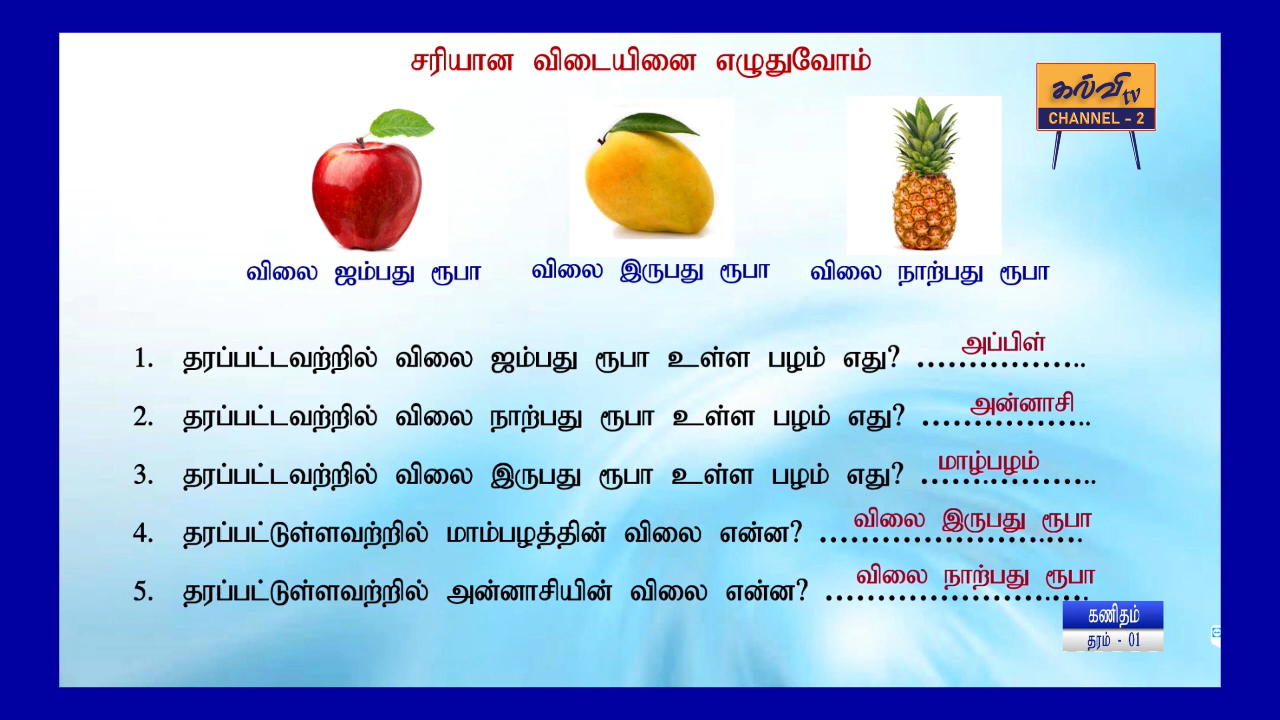 சரியான விடையினை எழுதுவோம்
கல்வி tv
CHANNEL - 2
விலை ஐம்பது ரூபா
விலை இருபது ரூபா
விலை நாற்பது ரூபா
1. தரப்பட்டவற்றில் விலை ஐம்பது ரூபா உள்ள பழம் எது? ................. அப்பிள்
2. தரப்பட்டவற்றில் விலை நாற்பது ரூபா உள்ள பழம் எது? ................. அன்னாசி
3. தரப்பட்டவற்றில் விலை இருபது ரூபா உள்ள பழம் எது? ................. மாழ்பழம்
4. தரப்பட்டுள்ளவற்றில் மாம்பழத்தின் விலை என்ன? ......................... விலை இருபது ரூபா
5. தரப்பட்டுள்ளவற்றில் அன்னாசியின் விலை என்ன? ......................... விலை நாற்பது ரூபா
கணிதம்
தரம் - 01